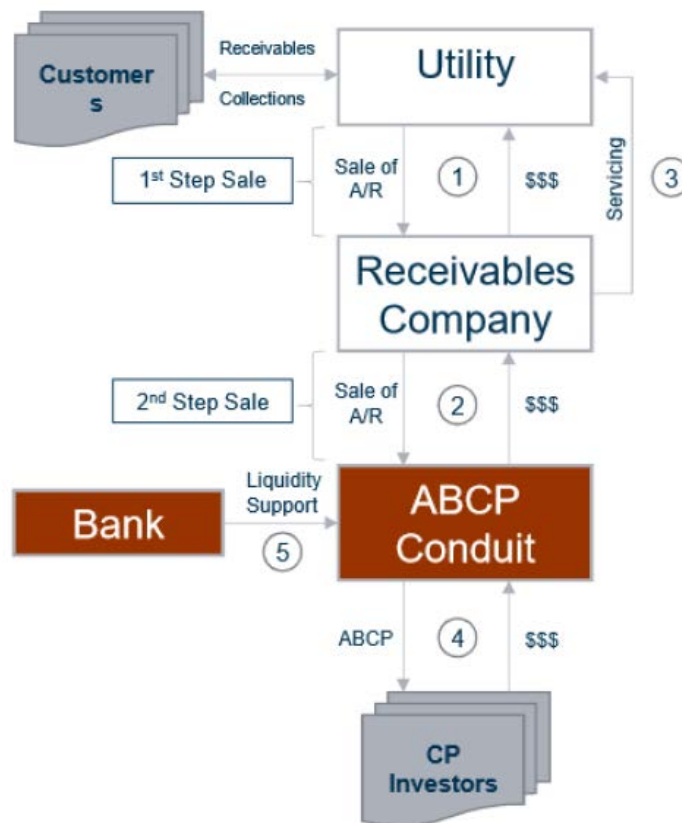 Customer
s
Receivables
Collections
Utility
1st Step Sale
Sale of
A/R
1
$$$
Servicing
3
Receivables
Company
2nd Step Sale
Sale of
A/R
2
$$$
Bank
Liquidity
Support
5
ABCP
Conduit
ABCP
4
$$$
CP
Investors